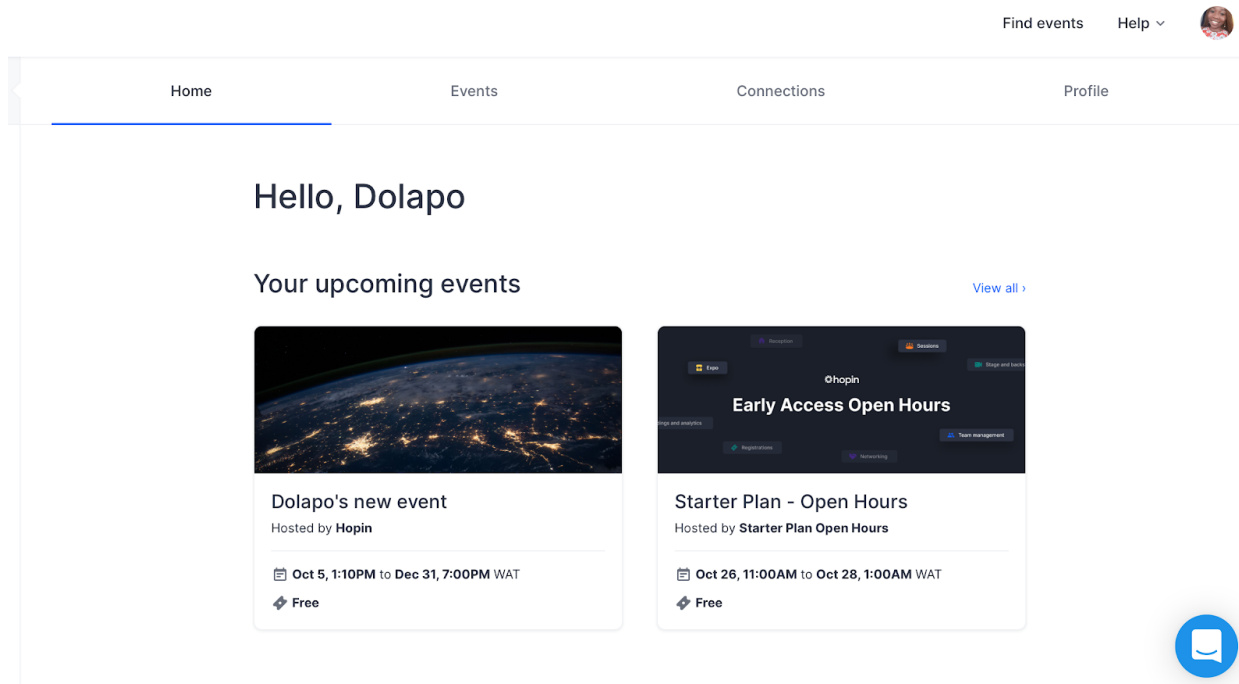 Find events
Help
Home
Events
Connections
Profile
Hello, Dolapo
Your upcoming events
View all ›
Reception
Sessions
Expo
Stage and backs
hopin
Early Access Open Hours
tings and analytics
Team management
Registrations
Networking
Dolapo's new event
Hosted by Hopin
Oct 5, 1:10PM to Dec 31, 7:00PM WAT
Free
Starter Plan - Open Hours
Hosted by Starter Plan Open Hours
Oct 26, 11:00AM to Oct 28, 1:00AM WAT
Free